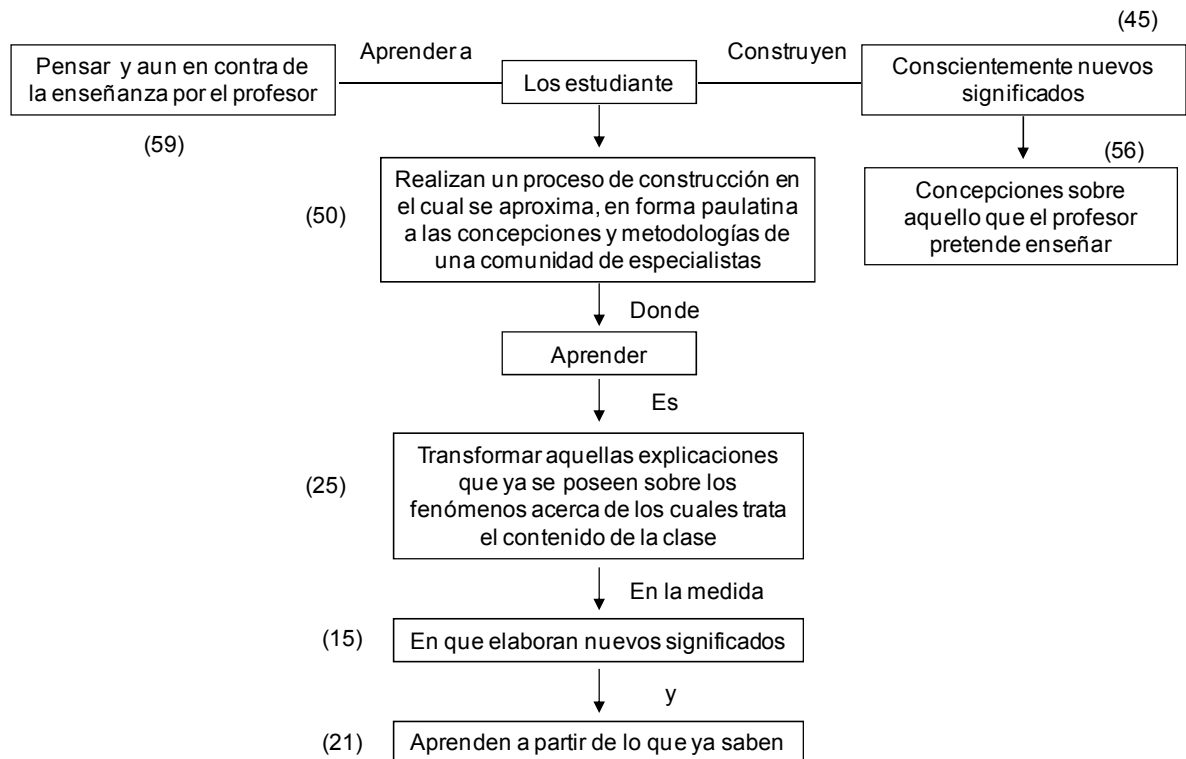 (45)
Aprender a
Construyen
Pensar y aun en contra de
la enseñanza por el profesor
Los estudiante
Conscientemente nuevos
significados
(59)
(56)
(50)
Realizan un proceso de construcción en
el cual se aproxima, en forma paulatina
a las concepciones y metodologías de
una comunidad de especialistas
Concepciones sobre
aquello que el profesor
pretende enseñar
Donde
Aprender
Es
(25)
Transformar aquellas explicaciones
que ya se poseen sobre los
fenómenos acerca de los cuales trata
el contenido de la clase
En la medida
(15)
En que elaboran nuevos significados
y
(21)
Aprenden a partir de lo que ya saben